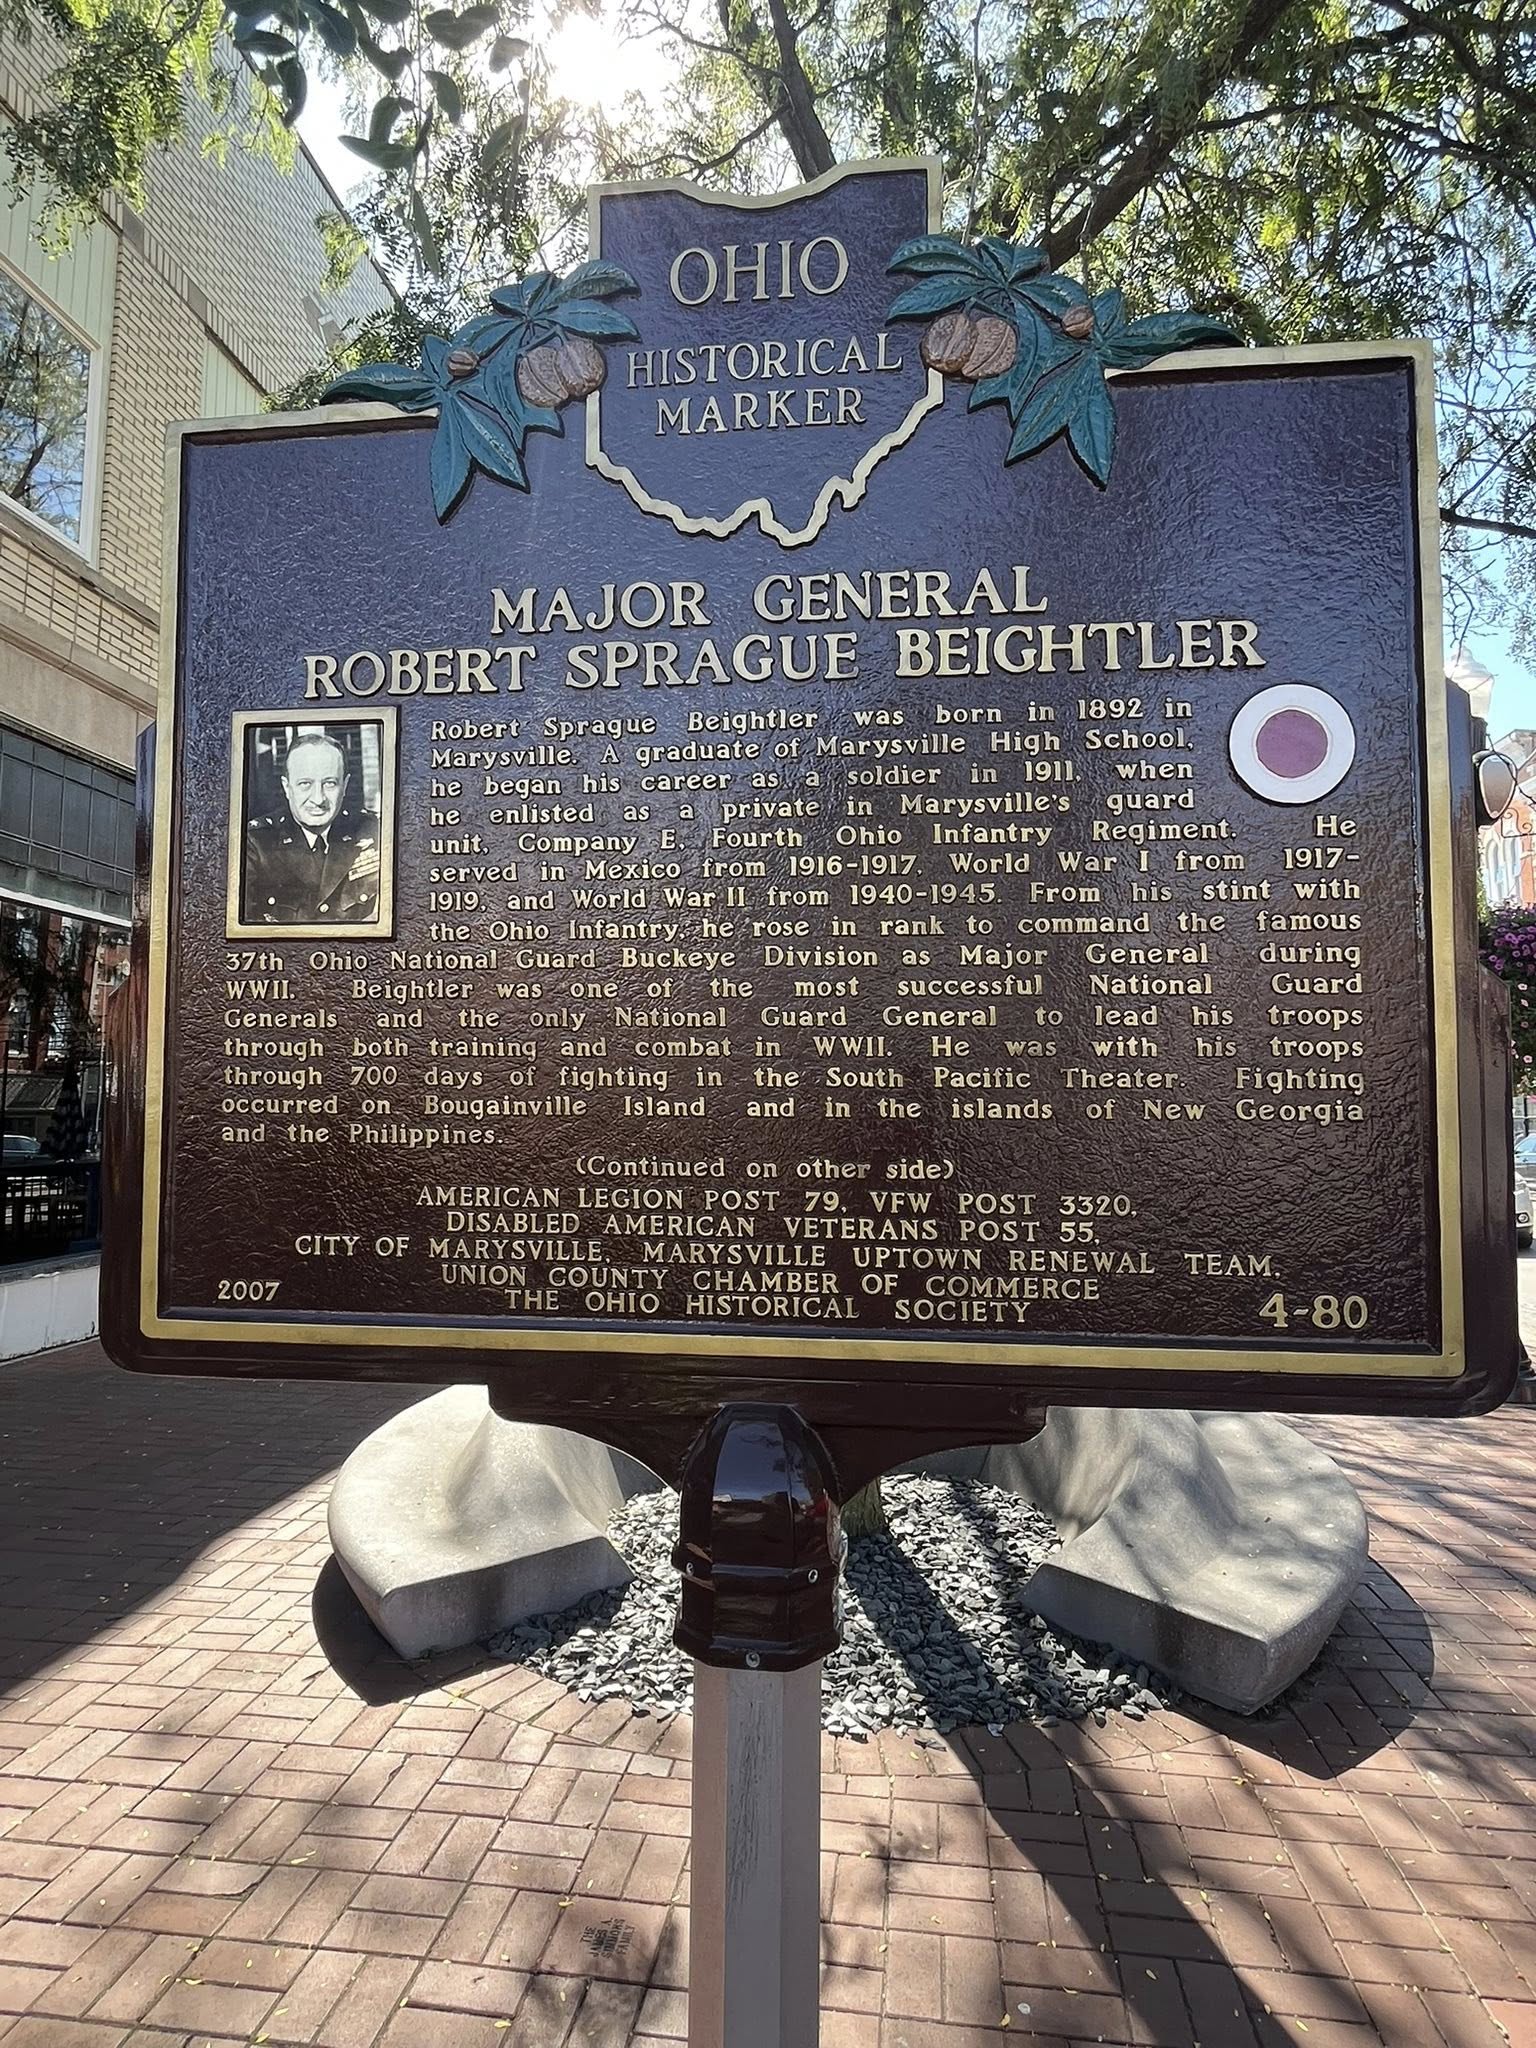 OHIO
HISTORICAL
MARKER
MAJOR GENERAL
ROBERT SPRAGUE BEIGHTLER
Robert Sprague Beightler was born in 1892 in
Marysville. A graduate of Marysville High School,
he began his career as a soldier in 1911, when
he enlisted as a private in Marysville's guard
unit, Company E, Fourth Ohio Infantry Regiment. He
served in Mexico from 1916-1917, World War I from 1917-
1919, and World War II from 1940-1945. From his stint with
the Ohio Infantry, he rose in rank to command the famous
37th Ohio National Guard Buckeye Division as Major General during
WWII. Beightler was one of the most successful National Guard
Generals and the only National Guard General to lead his troops
through both training and combat in WWII. He was with his troops
through 700 days of fighting in the South Pacific Theater. Fighting
occurred on Bougainville Island and in the islands of New Georgia
and the Philippines.
(Continued on other side)
AMERICAN LEGION POST 79, VFW POST 3320,
DISABLED AMERICAN VETERANS POST 55,
CITY OF MARYSVILLE, MARYSVILLE UPTOWN RENEWAL TEAM,
UNION COUNTY CHAMBER OF COMMERCE
THE OHIO HISTORICAL SOCIETY
2007
4-80
THE
JAMES A.
SIMMONS
FAMILY